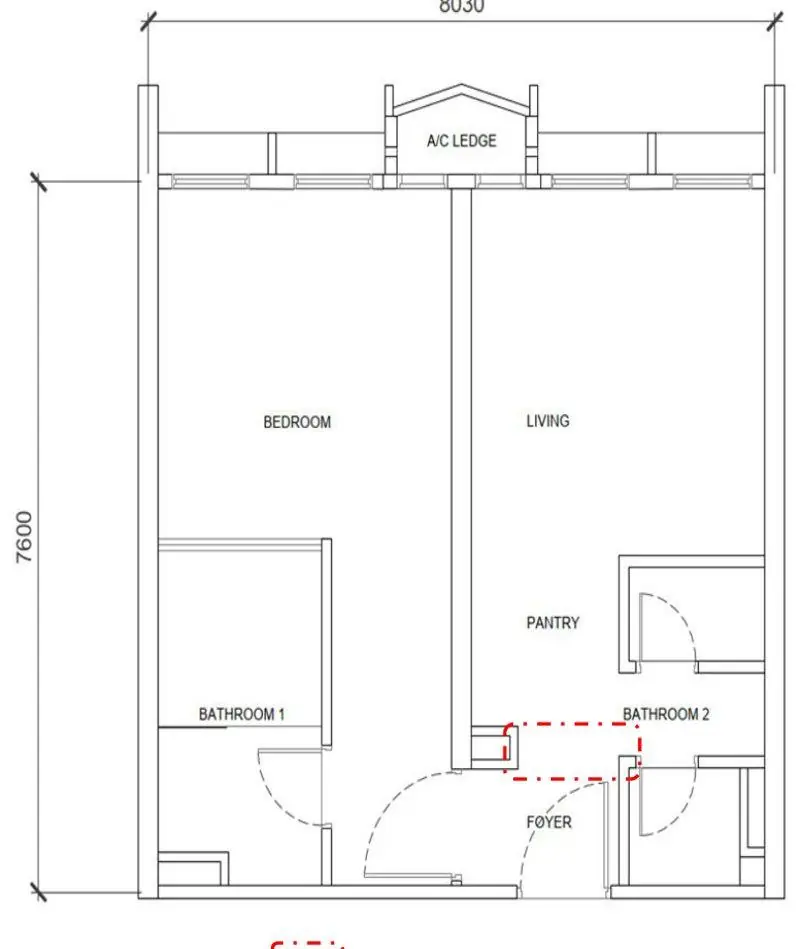 8030
A/C LEDGE
7600
BEDROOM
LIVING
PANTRY
BATHROOM 1
BATHROOM 2
FOYER